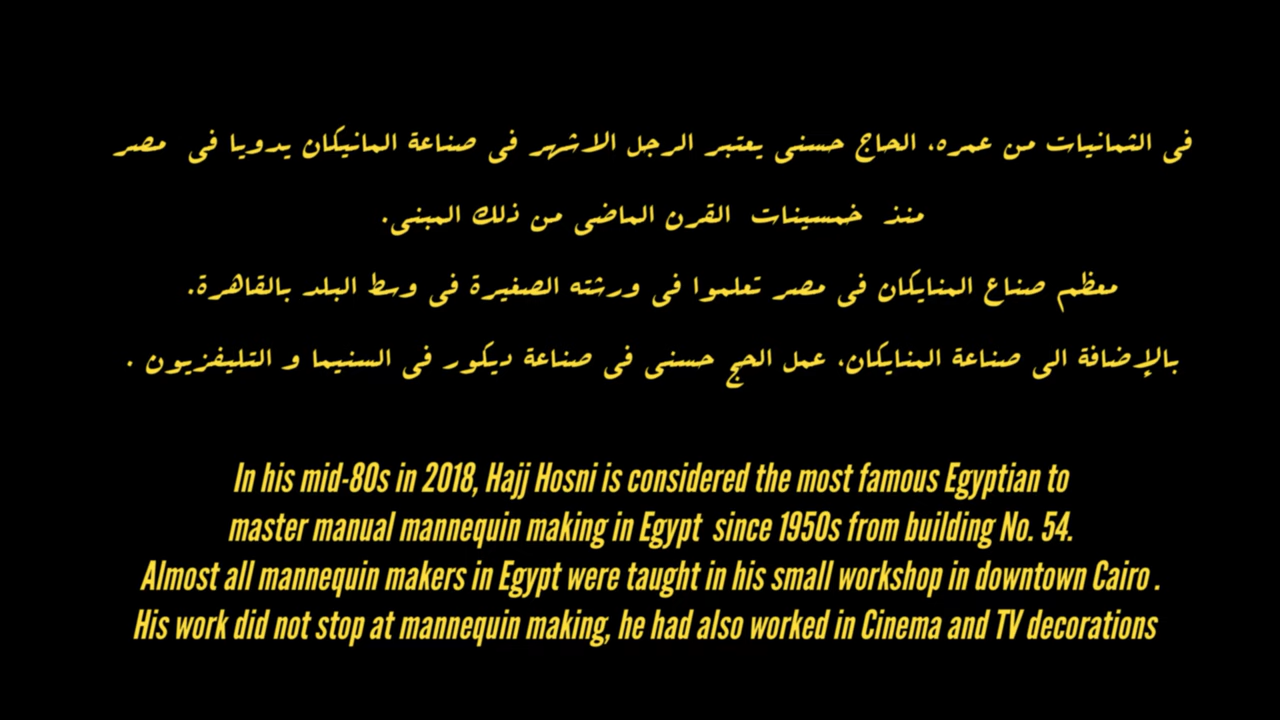 فى الثمانيات من عمره، الحاج حسنى يعتبر الرجل الاشهر فى صناعة المانيكان يدويا فى مصر
منذ خمسينات القرن الماضى من ذلك المبنى.
معظم صناع المنايكان فى مصر تعلموا فى ورشته الصغيرة فى وسط البلد بالقاهرة.
بالإضافة الى صناعة المنايكان، عمل الحج حسنى فى صناعة ديكور فى السنيما و التليفزيون .
In his mid-80s in 2018, Hajj Hosni is considered the most famous Egyptian to
master manual mannequin making in Egypt since 1950s from building No. 54.
Almost all mannequin makers in Egypt were taught in his small workshop in downtown Cairo .
His work did not stop at mannequin making, he had also worked in Cinema and TV decorations